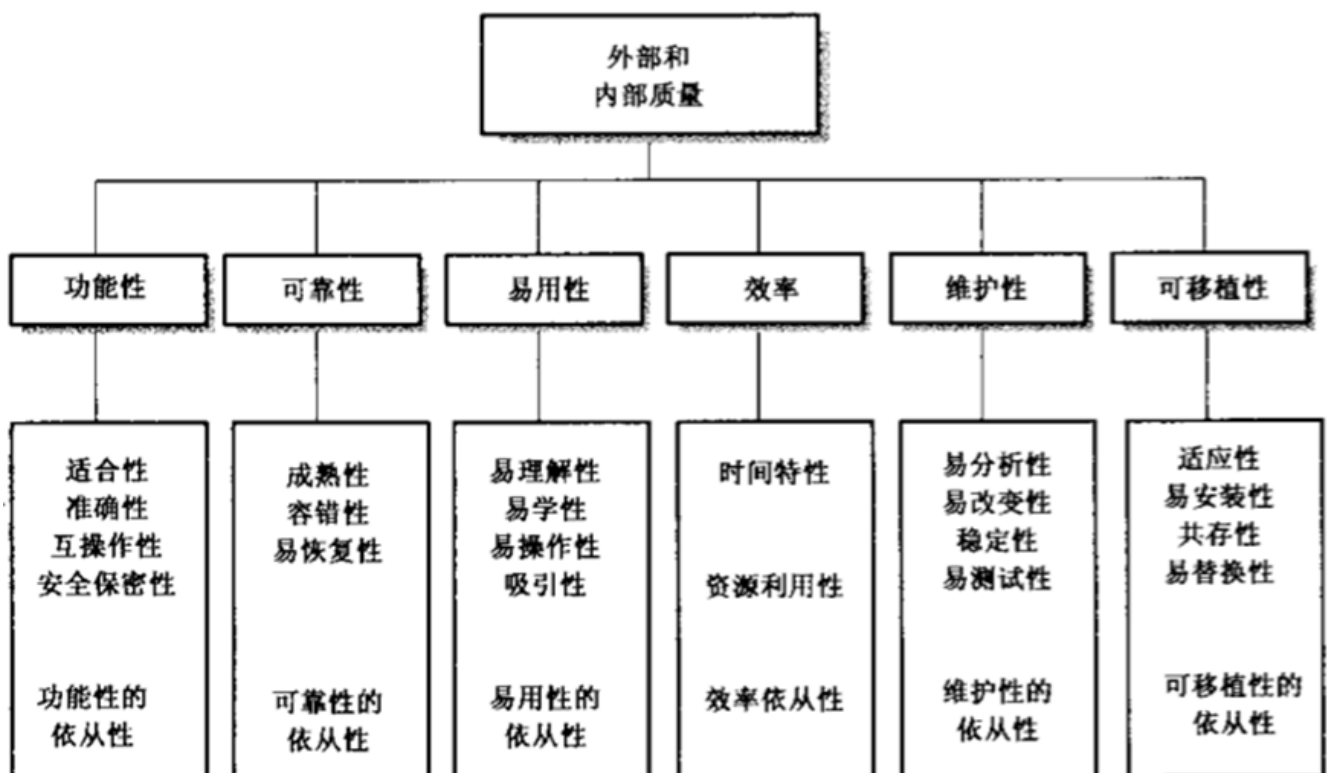 外部和
内部质量
功能性
可靠性
易用性
效率
维护性
可移植性
适合性
准确性
互操作性
安全保密性
功能性的
依从性
成熟性
容错性
易恢复性
可靠性的
依从性
易理解性
易学性
易操作性
吸引性
易用性的
依从性
时间特性
资源利用性
效率依从性
易分析性
易改变性
稳定性
易测试性
维护性的
依从性
适应性
易安装性
共存性
易替换性
可移植性的
依从性